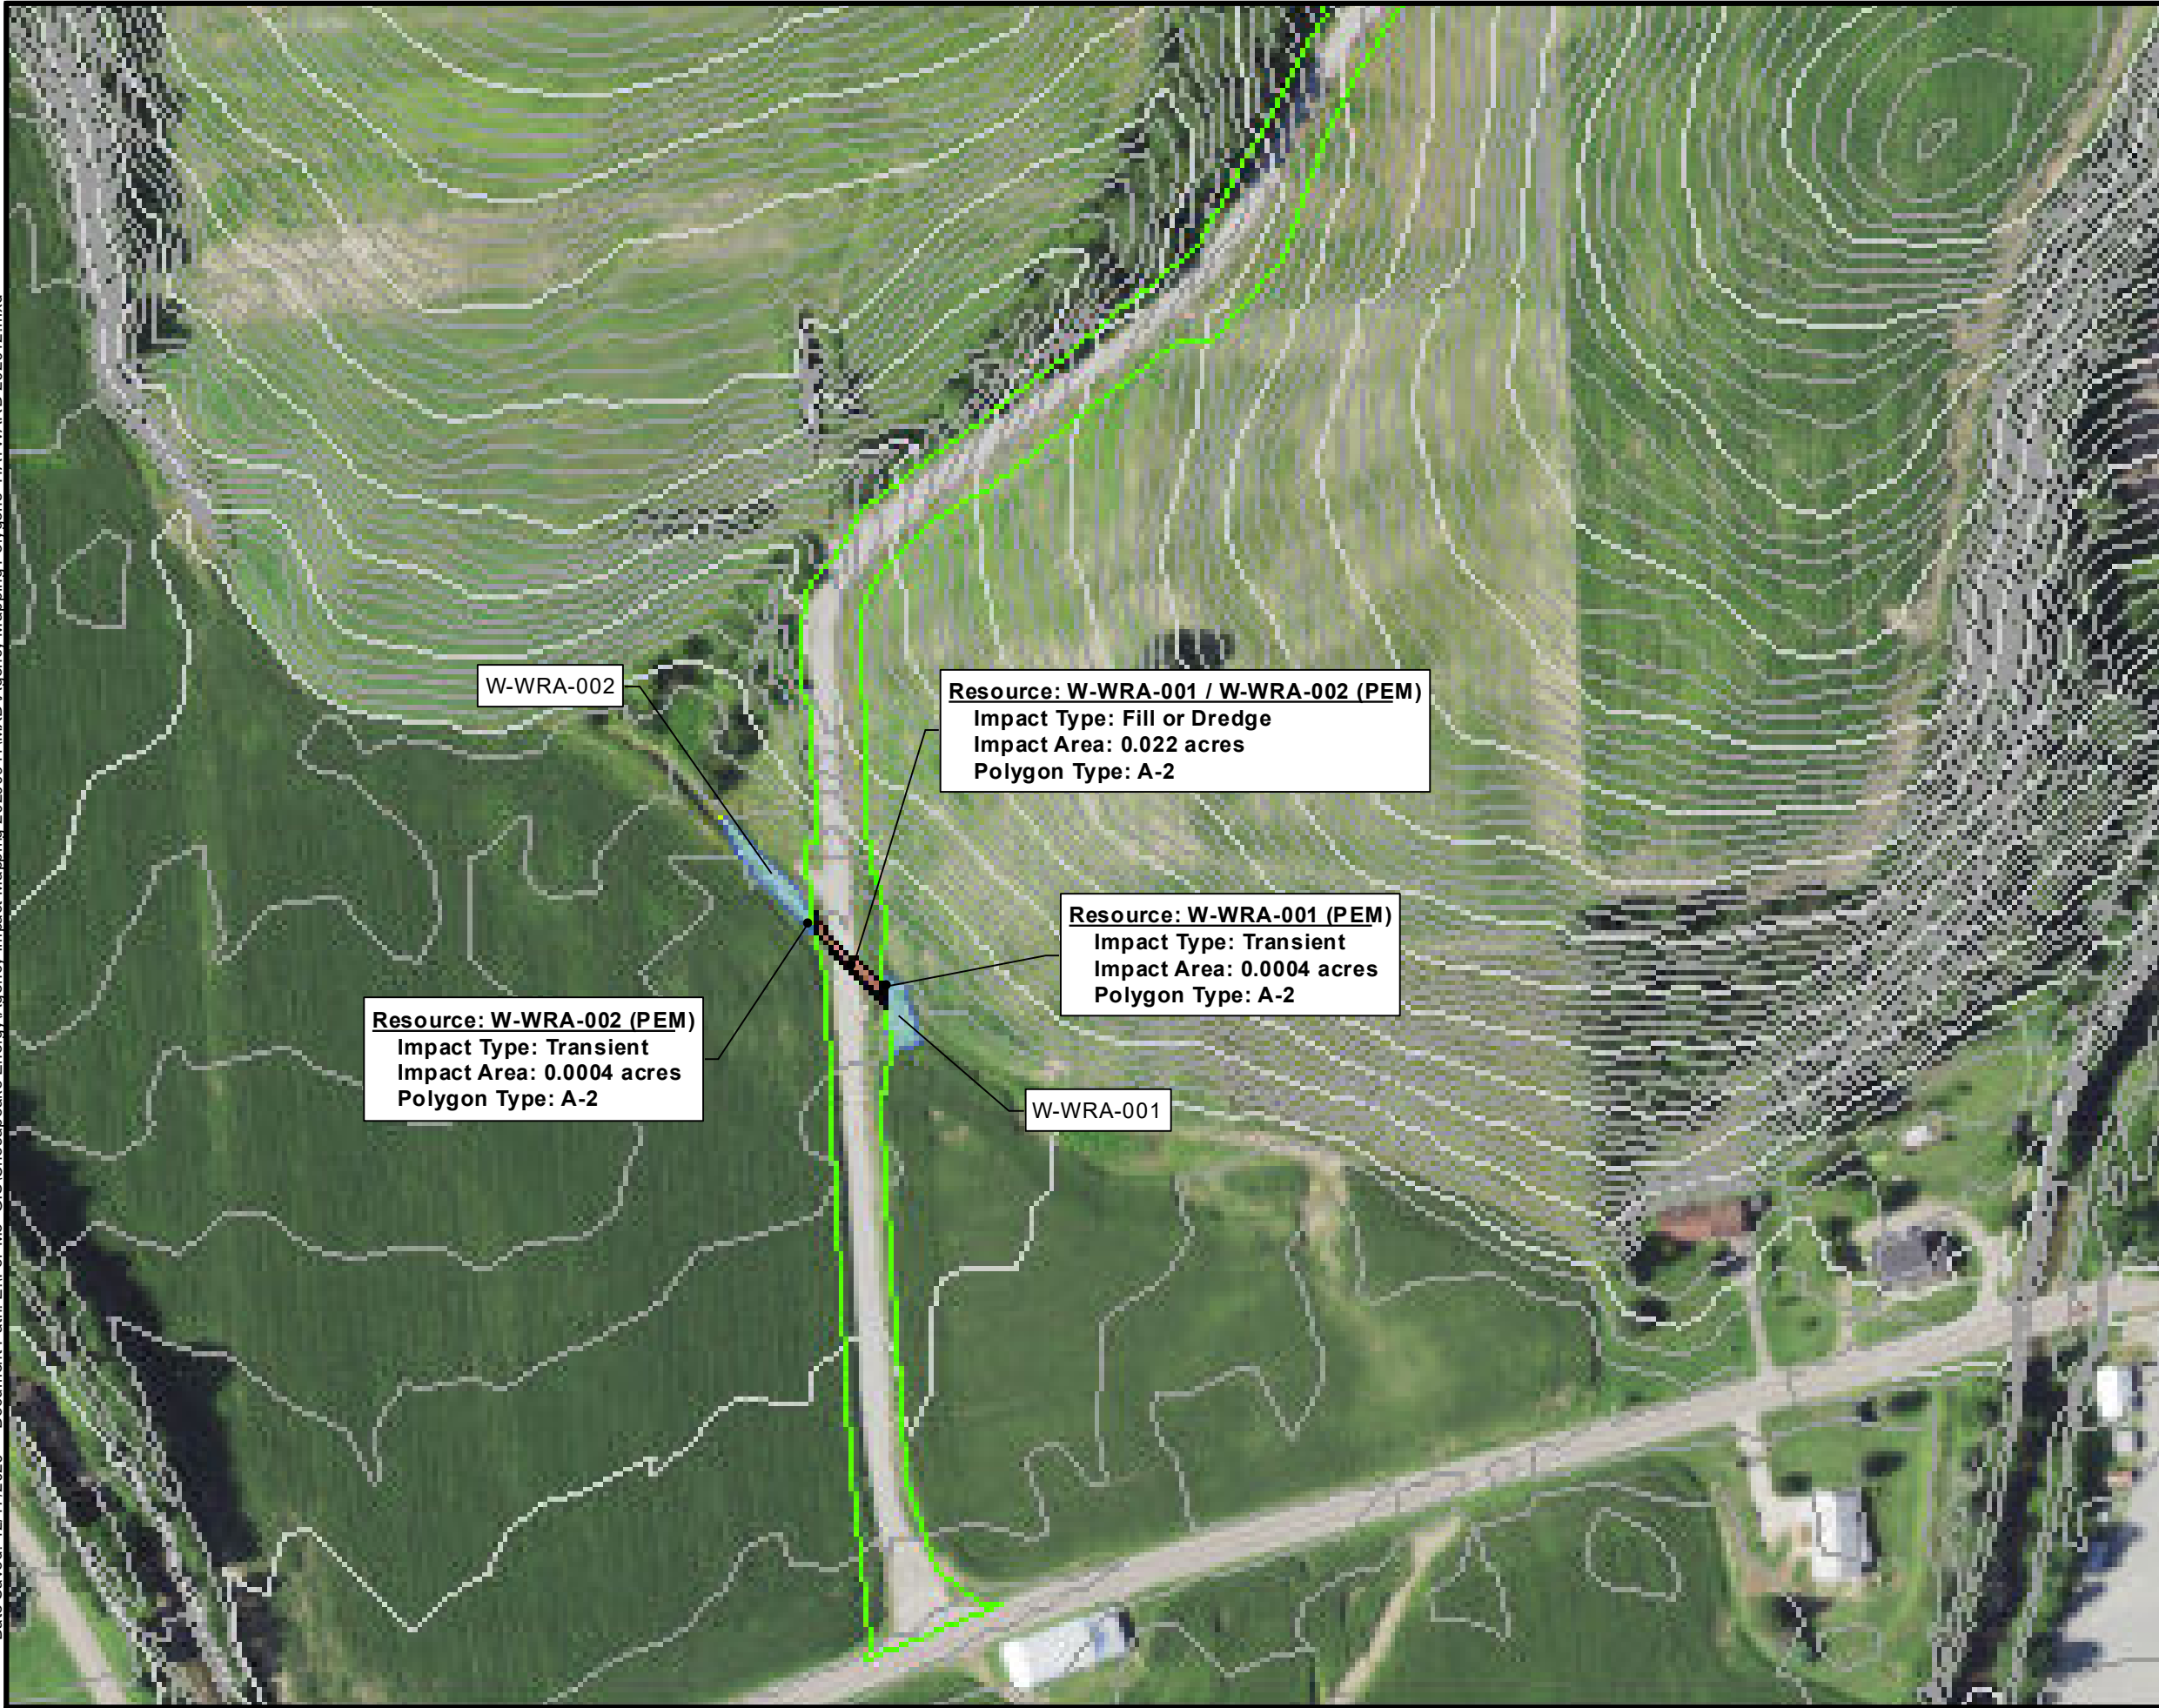 W-WRA-002
Resource: W-WRA-001 / W-WRA-002 (PEM)
Impact Type: Fill or Dredge
Impact Area: 0.022 acres
Polygon Type: A-2
Resource: W-WRA-001 (PEM)
Impact Type: Transient
Impact Area: 0.0004 acres
Polygon Type: A-2
Resource: W-WRA-002 (PEM)
Impact Type: Transient
Impact Area: 0.0004 acres
Polygon Type: A-2
W-WRA-001